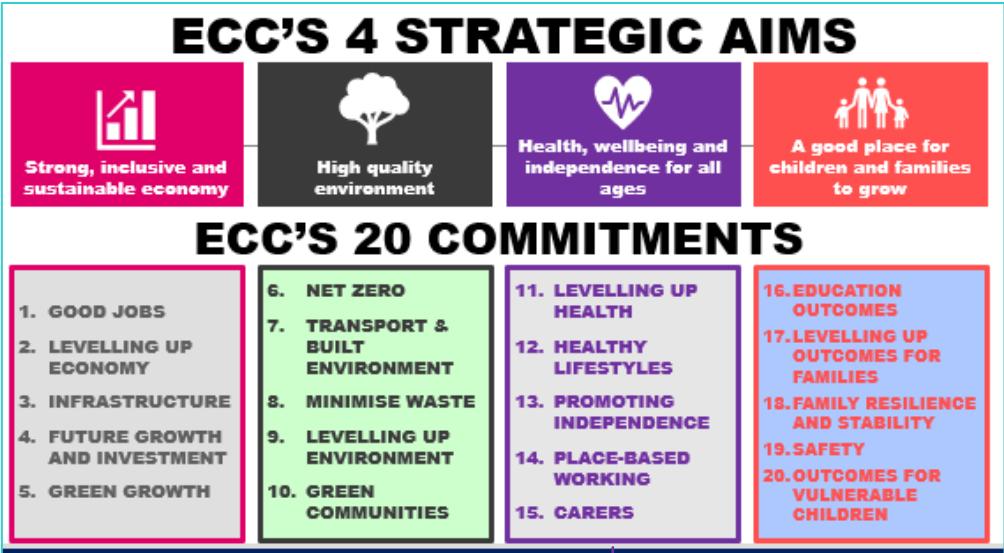 ECC'S 4 STRATEGIC AIMS
Strong, inclusive and
sustainable economy
High quality
environment
Health, wellbeing and
independence for all
ages
A good place for
children and families
to grow
ECC'S 20 COMMITMENTS
1. GOOD JOBS
2. LEVELLING UP
ECONOMY
3. INFRASTRUCTURE
4. FUTURE GROWTH
AND INVESTMENT
5. GREEN GROWTH
6. NET ZERO
7. TRANSPORT &
BUILT
ENVIRONMENT
8. MINIMISE WASTE
9. LEVELLING UP
ENVIRONMENT
10. GREEN
COMMUNITIES
11. LEVELLING UP
HEALTH
12. HEALTHY
LIFESTYLES
13. PROMOTING
INDEPENDENCE
14. PLACE-BASED
WORKING
15. CARERS
16. EDUCATION
OUTCOMES
17. LEVELLING UP
OUTCOMES FOR
FAMILIES
18. FAMILY RESILIENCE
AND STABILITY
19. SAFETY
20. OUTCOMES FOR
VULNERABLE
CHILDREN